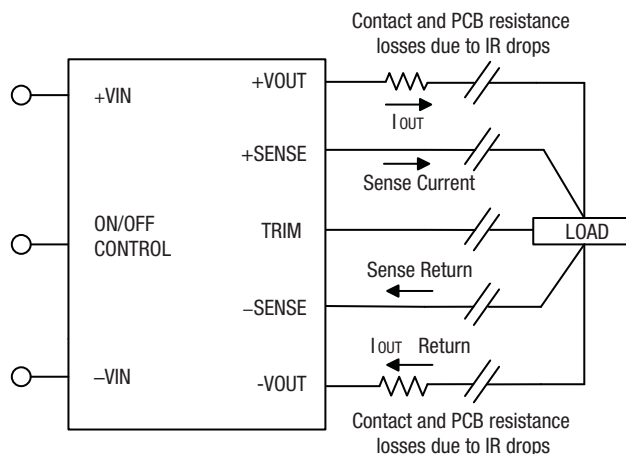 Contact and PCB resistance
losses due to IR drops
+VOUT
+VIN
IOUT
+SENSE
Sense Current
ON/OFF
CONTROL
TRIM
LOAD
Sense Return
−SENSE
IOUT Return
−VIN
-VOUT
Contact and PCB resistance
losses due to IR drops